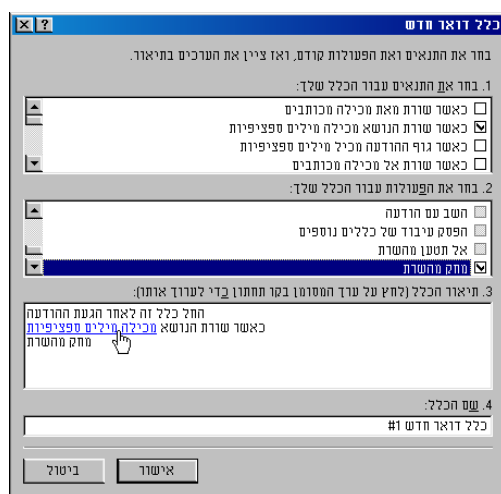 כלל דואר חדש
בחר את התנאים ואת הפעולות קודם, ואז ציין את הערכים בתיאור.
1. בחר את התנאים עבור הכלל שלך:
כאשר שורת מאת מכילה מכותבים
כאשר שורת הנושא מכילה מילים ספציפיות
כאשר גוף ההודעה מכיל מילים ספציפיות
כאשר שורת אל מכילה מכותבים
2. בחר את הפעולות עבור הכלל שלך:
השב עם הודעה
הפסק עיבוד של כללים נוספים
אל תטען מהשרת
מחק מהשרת
3. תיאור הכלל (לחץ על ערך המסומן בקו תחתון כדי לערוך אותו):
החל כלל זה לאחר הגעת ההודעה
כאשר שורת הנושא מכילה מילים ספציפיות
מחק מהשרת
4. שם הכלל:
כלל דואר חדש #1
אישור
ביטול